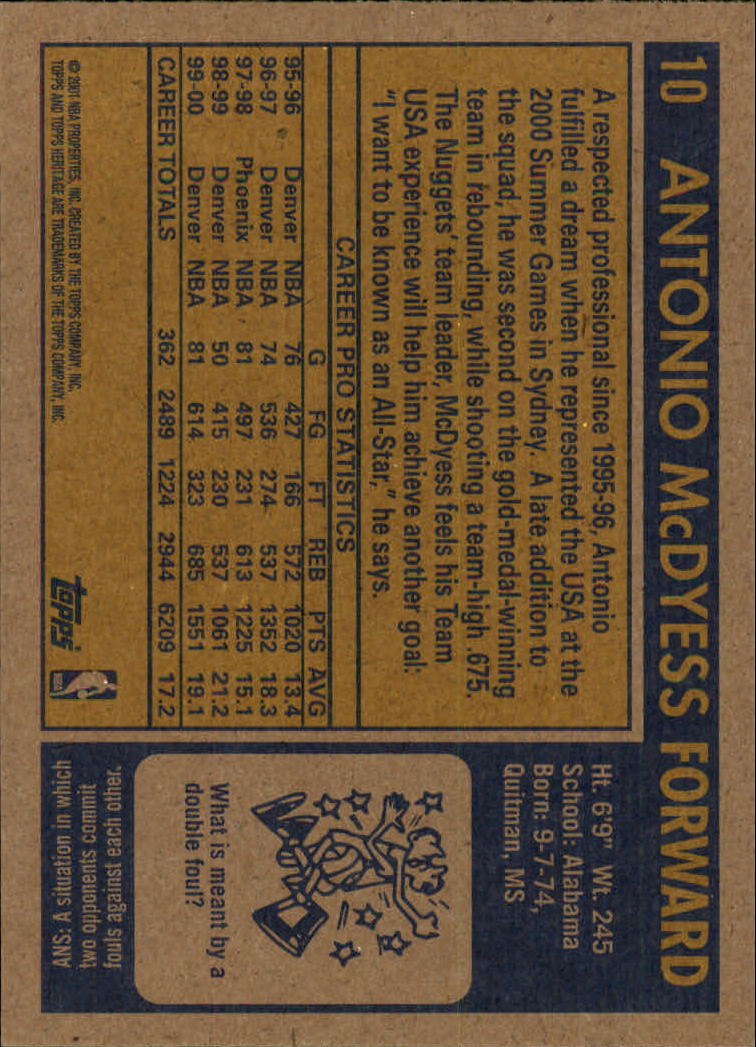 10 ANTONIO McDYESS FORWARD
A respected professional since 1995-96, Antonio
fulfilled a dream when he represented the USA at the
2000 Summer Games in Sydney. A late addition to
the squad, he was second on the gold-medal-winning
team in rebounding, while shooting a team-high .675.
The Nuggets' team leader, McDyess feels his Team
USA experience will help him achieve another goal:
"I want to be known as an All-Star," he says.
CAREER PRO STATISTICS
G FG FT REB PTS AVG
95-96 Denver NBA 76 427 166 572 1020 13.4
96-97 Denver NBA 74 536 274 537 1352 18.3
97-98 Phoenix NBA 81 497 231 613 1225 15.1
98-99 Denver NBA 50 415 230 537 1061 21.2
99-00 Denver NBA 81 614 323 685 1551 19.1
CAREER TOTALS 362 2489 1224 2944 6209 17.2
© 2001 NBA PROPERTIES, INC. CREATED BY THE TOPPS COMPANY, INC.
TOPPS AND TOPPS HERITAGE ARE TRADEMARKS OF THE TOPPS COMPANY, INC.
topps
NBA
Ht. 6'9" Wt. 245
School: Alabama
Born: 9-7-74,
Quitman, MS
What is meant by a
double foul?
ANS: A situation in which
two opponents commit
fouls against each other.